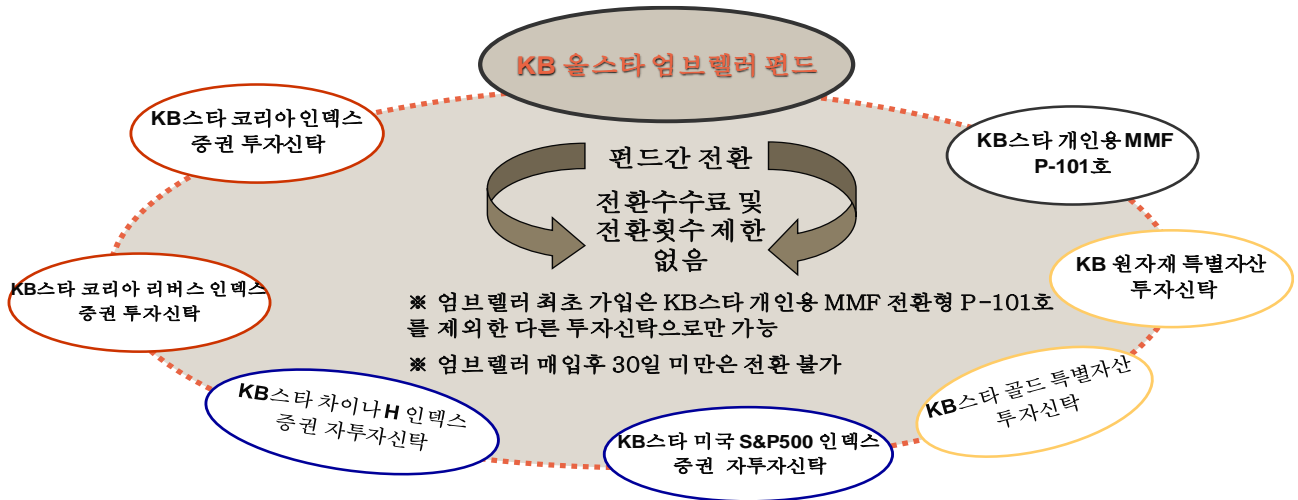 KB 올스타 엄브렐러 펀드
KB스타 코리아 인덱스
증권 투자신탁
KB스타 개인용 MMF
P-101호
펀드간 전환
전환수수료 및
전환횟수 제한
없음
KB 원자재 특별자산
투자신탁
KB스타 코리아 리버스 인덱스
증권 투자신탁
※ 엄브렐러 최초 가입은 KB스타 개인용 MMF 전환형 P-101호
를 제외한 다른 투자신탁으로만 가능
※ 엄브렐러 매입후 30일 미만은 전환 불가
KB스타 골드 특별자산
투자신탁
KB스타 차이나H 인덱스
증권 자투자신탁
KB스타 미국 S&P500 인덱스
증권 자투자신탁